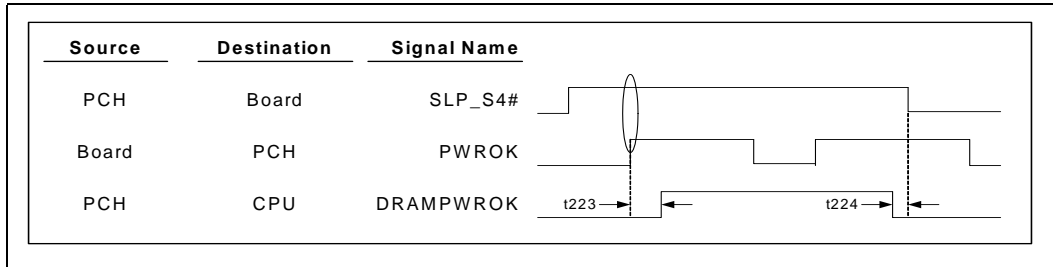 Source Destination Signal Name
PCH Board SLP_S4#
Board PCH PWROK
PCH CPU DRAMPWROK t223 t224